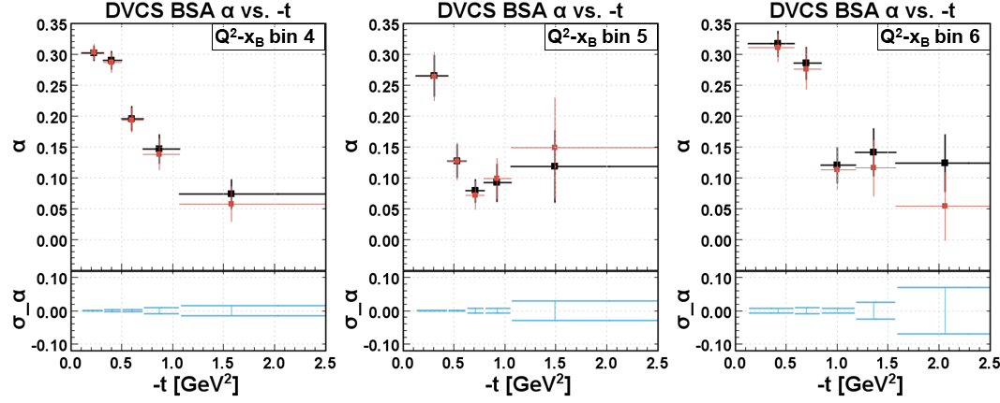 DVCS BSA α vs. -t
Q²-x_B bin 4
α
0.35
0.30
0.25
0.20
0.15
0.10
0.05
0.00
σ_α
0.10
0.00
-0.10
0.0 0.5 1.0 1.5 2.0 2.5
-t [GeV²]
DVCS BSA α vs. -t
Q²-x_B bin 5
α
0.35
0.30
0.25
0.20
0.15
0.10
0.05
0.00
σ_α
0.10
0.00
-0.10
0.0 0.5 1.0 1.5 2.0 2.5
-t [GeV²]
DVCS BSA α vs. -t
Q²-x_B bin 6
α
0.35
0.30
0.25
0.20
0.15
0.10
0.05
0.00
σ_α
0.10
0.00
-0.10
0.0 0.5 1.0 1.5 2.0 2.5
-t [GeV²]